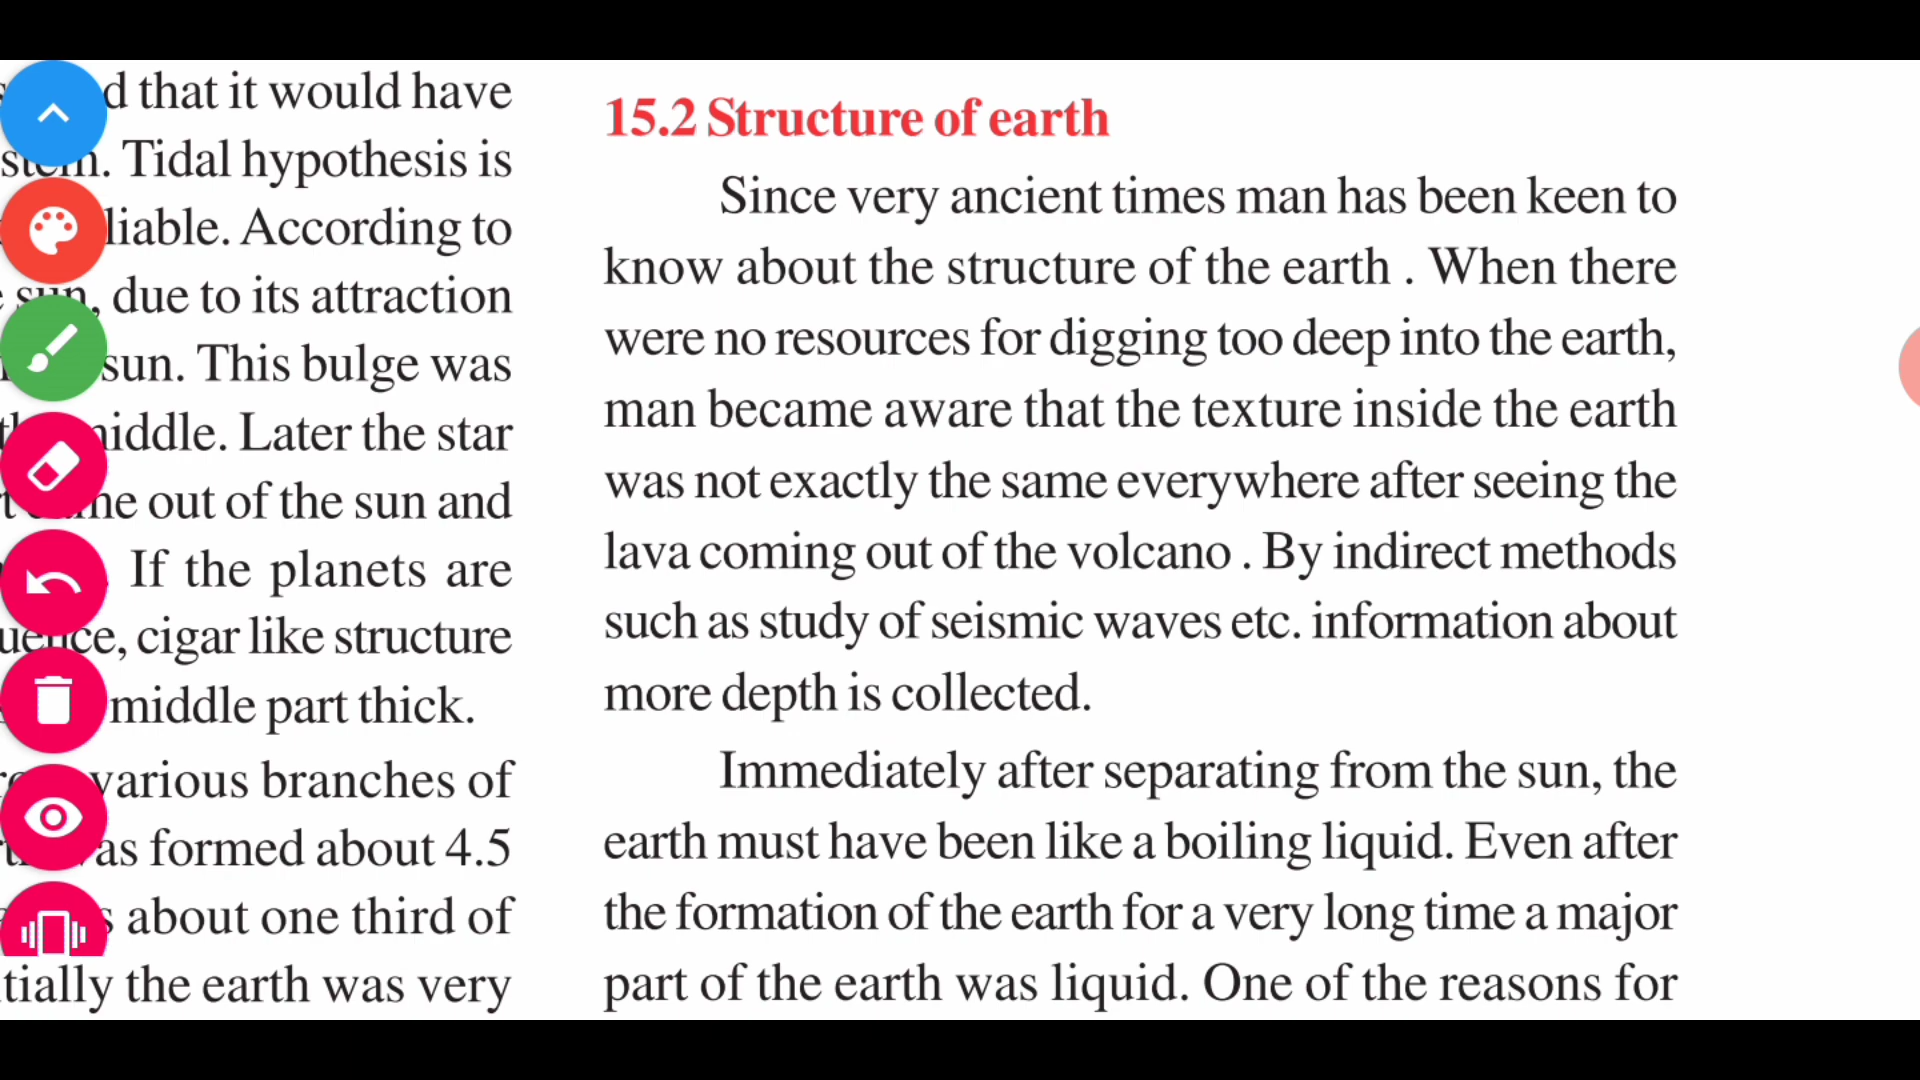 d that it would have
. Tidal hypothesis is
liable. According to
sun, due to its attraction
sun. This bulge was
middle. Later the star
out of the sun and
If the planets are
cigar like structure
middle part thick.
various branches of
as formed about 4.5
about one third of
tially the earth was very
15.2 Structure of earth
Since very ancient times man has been keen to
know about the structure of the earth . When there
were no resources for digging too deep into the earth,
man became aware that the texture inside the earth
was not exactly the same everywhere after seeing the
lava coming out of the volcano . By indirect methods
such as study of seismic waves etc. information about
more depth is collected.
Immediately after separating from the sun, the
earth must have been like a boiling liquid. Even after
the formation of the earth for a very long time a major
part of the earth was liquid. One of the reasons for